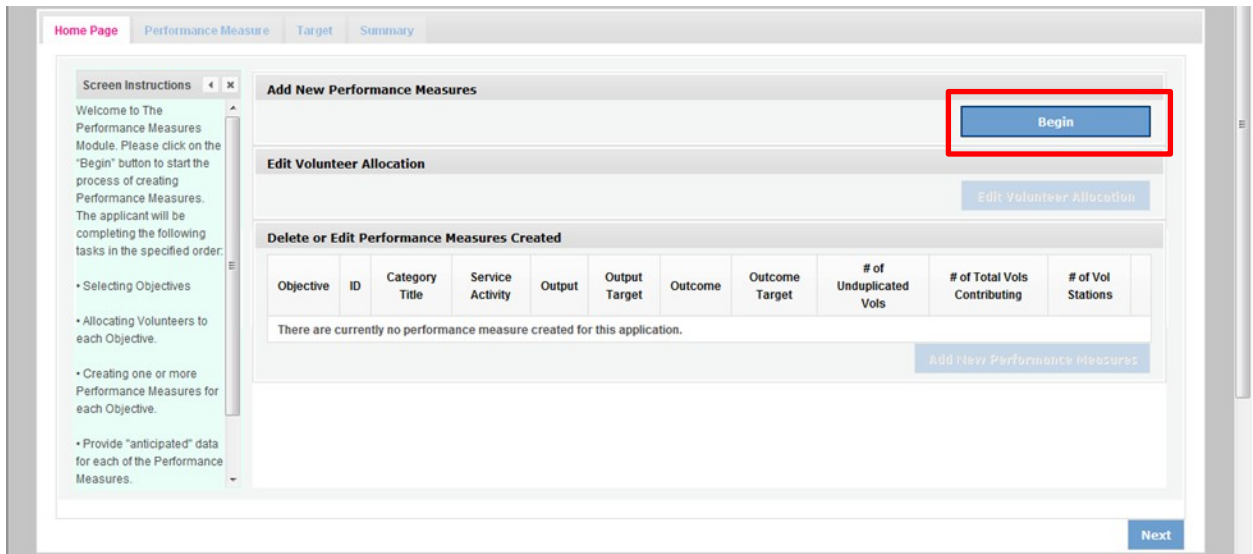 Home Page Performance Measure Target Summary
Screen Instructions
Welcome to The
Performance Measures
Module. Please click on the
"Begin" button to start the
process of creating
Performance Measures.
The applicant will be
completing the following
tasks in the specified order:
• Selecting Objectives
• Allocating Volunteers to
each Objective.
• Creating one or more
Performance Measures for
each Objective.
• Provide "anticipated" data
for each of the Performance
Measures.
Add New Performance Measures
Begin
Edit Volunteer Allocation
Edit Volunteer Allocation
Delete or Edit Performance Measures Created
Objective ID Category Title Service Activity Output Output Target Outcome Outcome Target # of Unduplicated Vols # of Total Vols Contributing # of Vol Stations
There are currently no performance measure created for this application.
Add New Performance Measures
Next